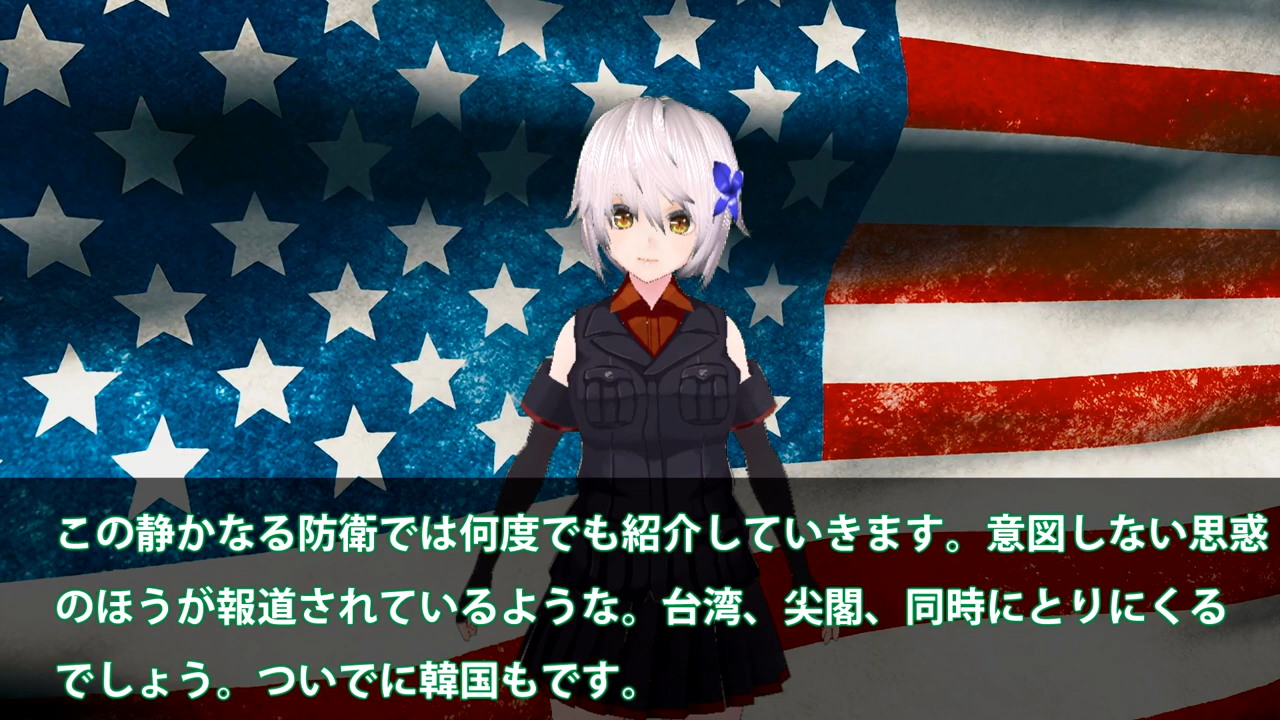 この静かなる防衛では何度でも紹介していきます。意図しない思惑
のほうが報道されているような。台湾、尖閣、同時にとりにくる
でしょう。ついでに韓国もです。